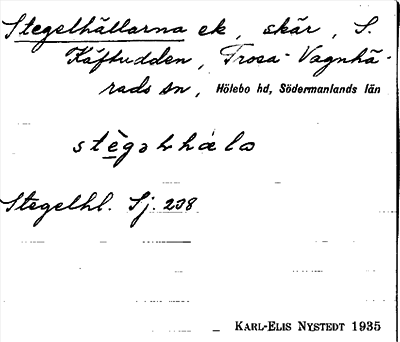 Stegelhällarna ek, skär, S.
Käftudden, Trosa-Vagnhä-
rads sn, Hölebo hd, Södermanlands län
stègəhhæla
Stegelhl. Sj. 238
KARL-ELIS NYSTEDT 1935